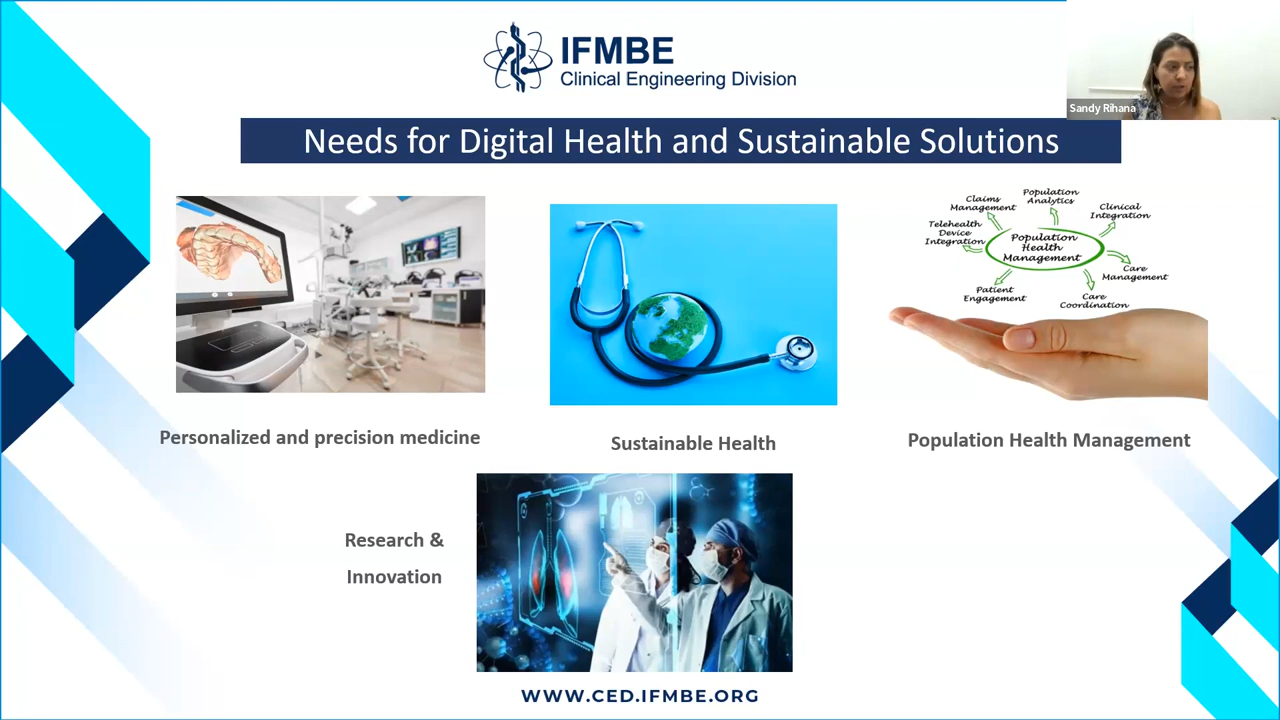 IFMBE
Clinical Engineering Division
Sandy Rihana
Needs for Digital Health and Sustainable Solutions
Population
Analytics
Claims
Management
Clinical
Integration
Telehealth
Device
Integration
Population
Health
Management
Care
Management
Patient
Engagement
Care
Coordination
Personalized and precision medicine
Sustainable Health
Population Health Management
Research &
Innovation
WWW.CED.IFMBE.ORG